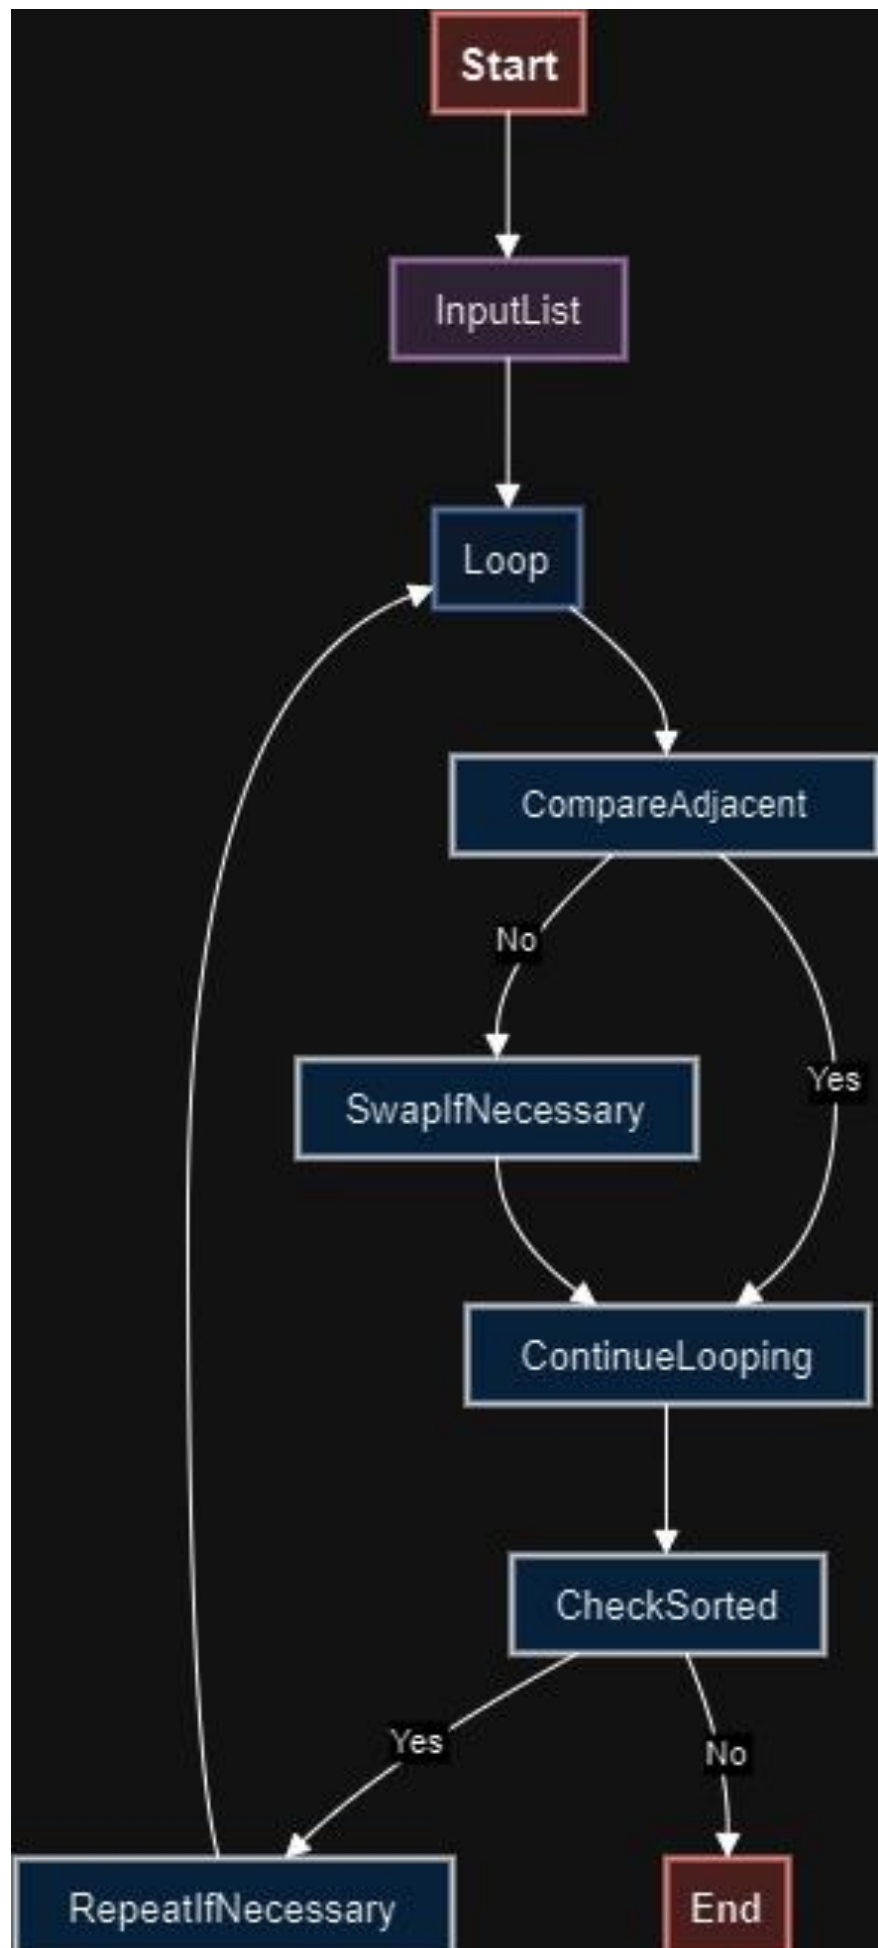 Start
InputList
Loop
CompareAdjacent
No
SwapIfNecessary
Yes
ContinueLooping
CheckSorted
Yes
No
RepeatIfNecessary
End